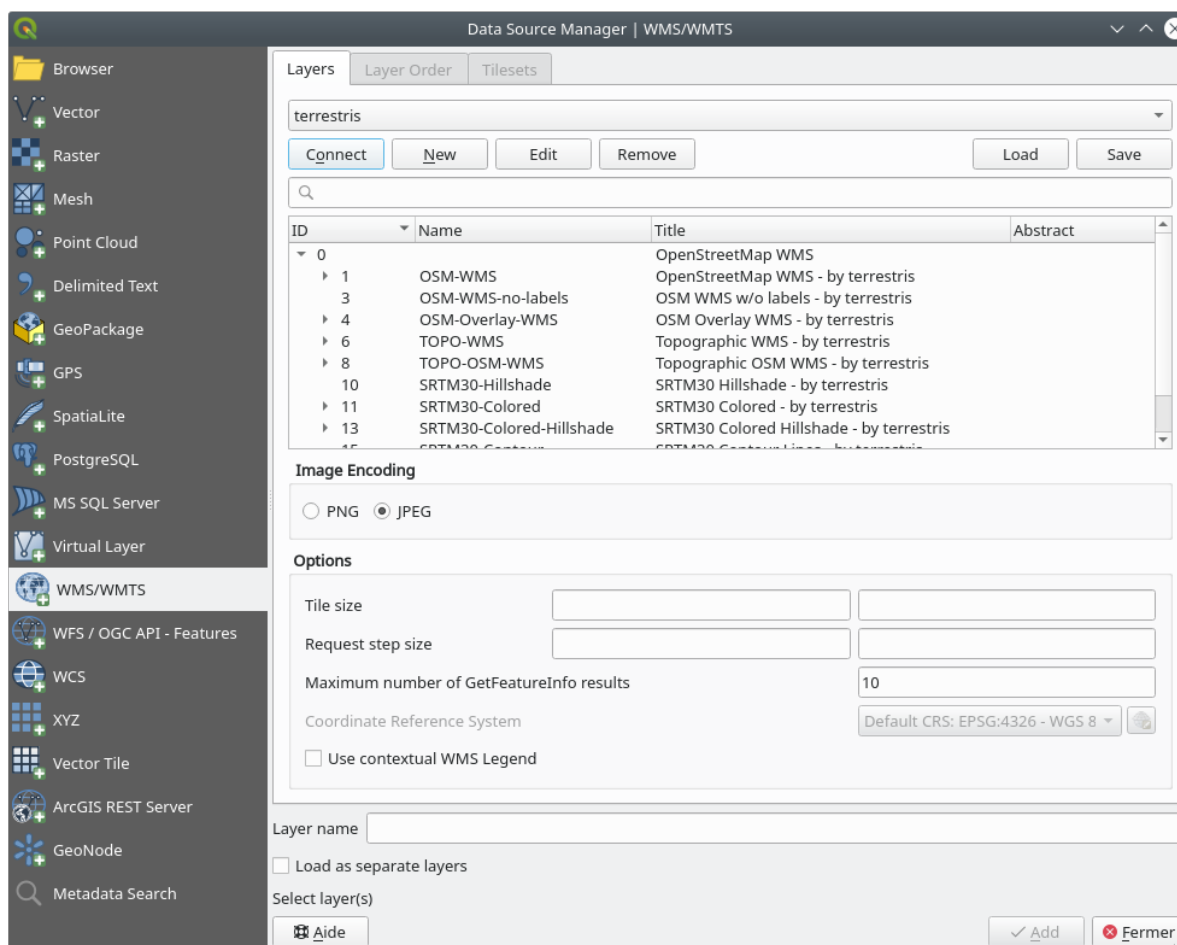 Data Source Manager | WMS/WMTS
Browser
Vector
Raster
Mesh
Point Cloud
Delimited Text
GeoPackage
GPS
SpatiaLite
PostgreSQL
MS SQL Server
Virtual Layer
WMS/WMTS
WFS / OGC API - Features
WCS
XYZ
Vector Tile
ArcGIS REST Server
GeoNode
Metadata Search
Layers Layer Order Tilesets
terrestris
Connect New Edit Remove Load Save
ID Name Title Abstract
0 OpenStreetMap WMS
1 OSM-WMS OpenStreetMap WMS - by terrestris
3 OSM-WMS-no-labels OSM WMS w/o labels - by terrestris
4 OSM-Overlay-WMS OSM Overlay WMS - by terrestris
6 TOPO-WMS Topographic WMS - by terrestris
8 TOPO-OSM-WMS Topographic OSM WMS - by terrestris
10 SRTM30-Hillshade SRTM30 Hillshade - by terrestris
11 SRTM30-Colored SRTM30 Colored - by terrestris
13 SRTM30-Colored-Hillshade SRTM30 Colored Hillshade - by terrestris
15 SRTM30-Contour SRTM30 Contour Lines - by terrestris
Image Encoding
PNG JPEG
Options
Tile size
Request step size
Maximum number of GetFeatureInfo results 10
Coordinate Reference System Default CRS: EPSG:4326 - WGS 8
Use contextual WMS Legend
Layer name
Load as separate layers
Select layer(s)
Aide Add Fermer